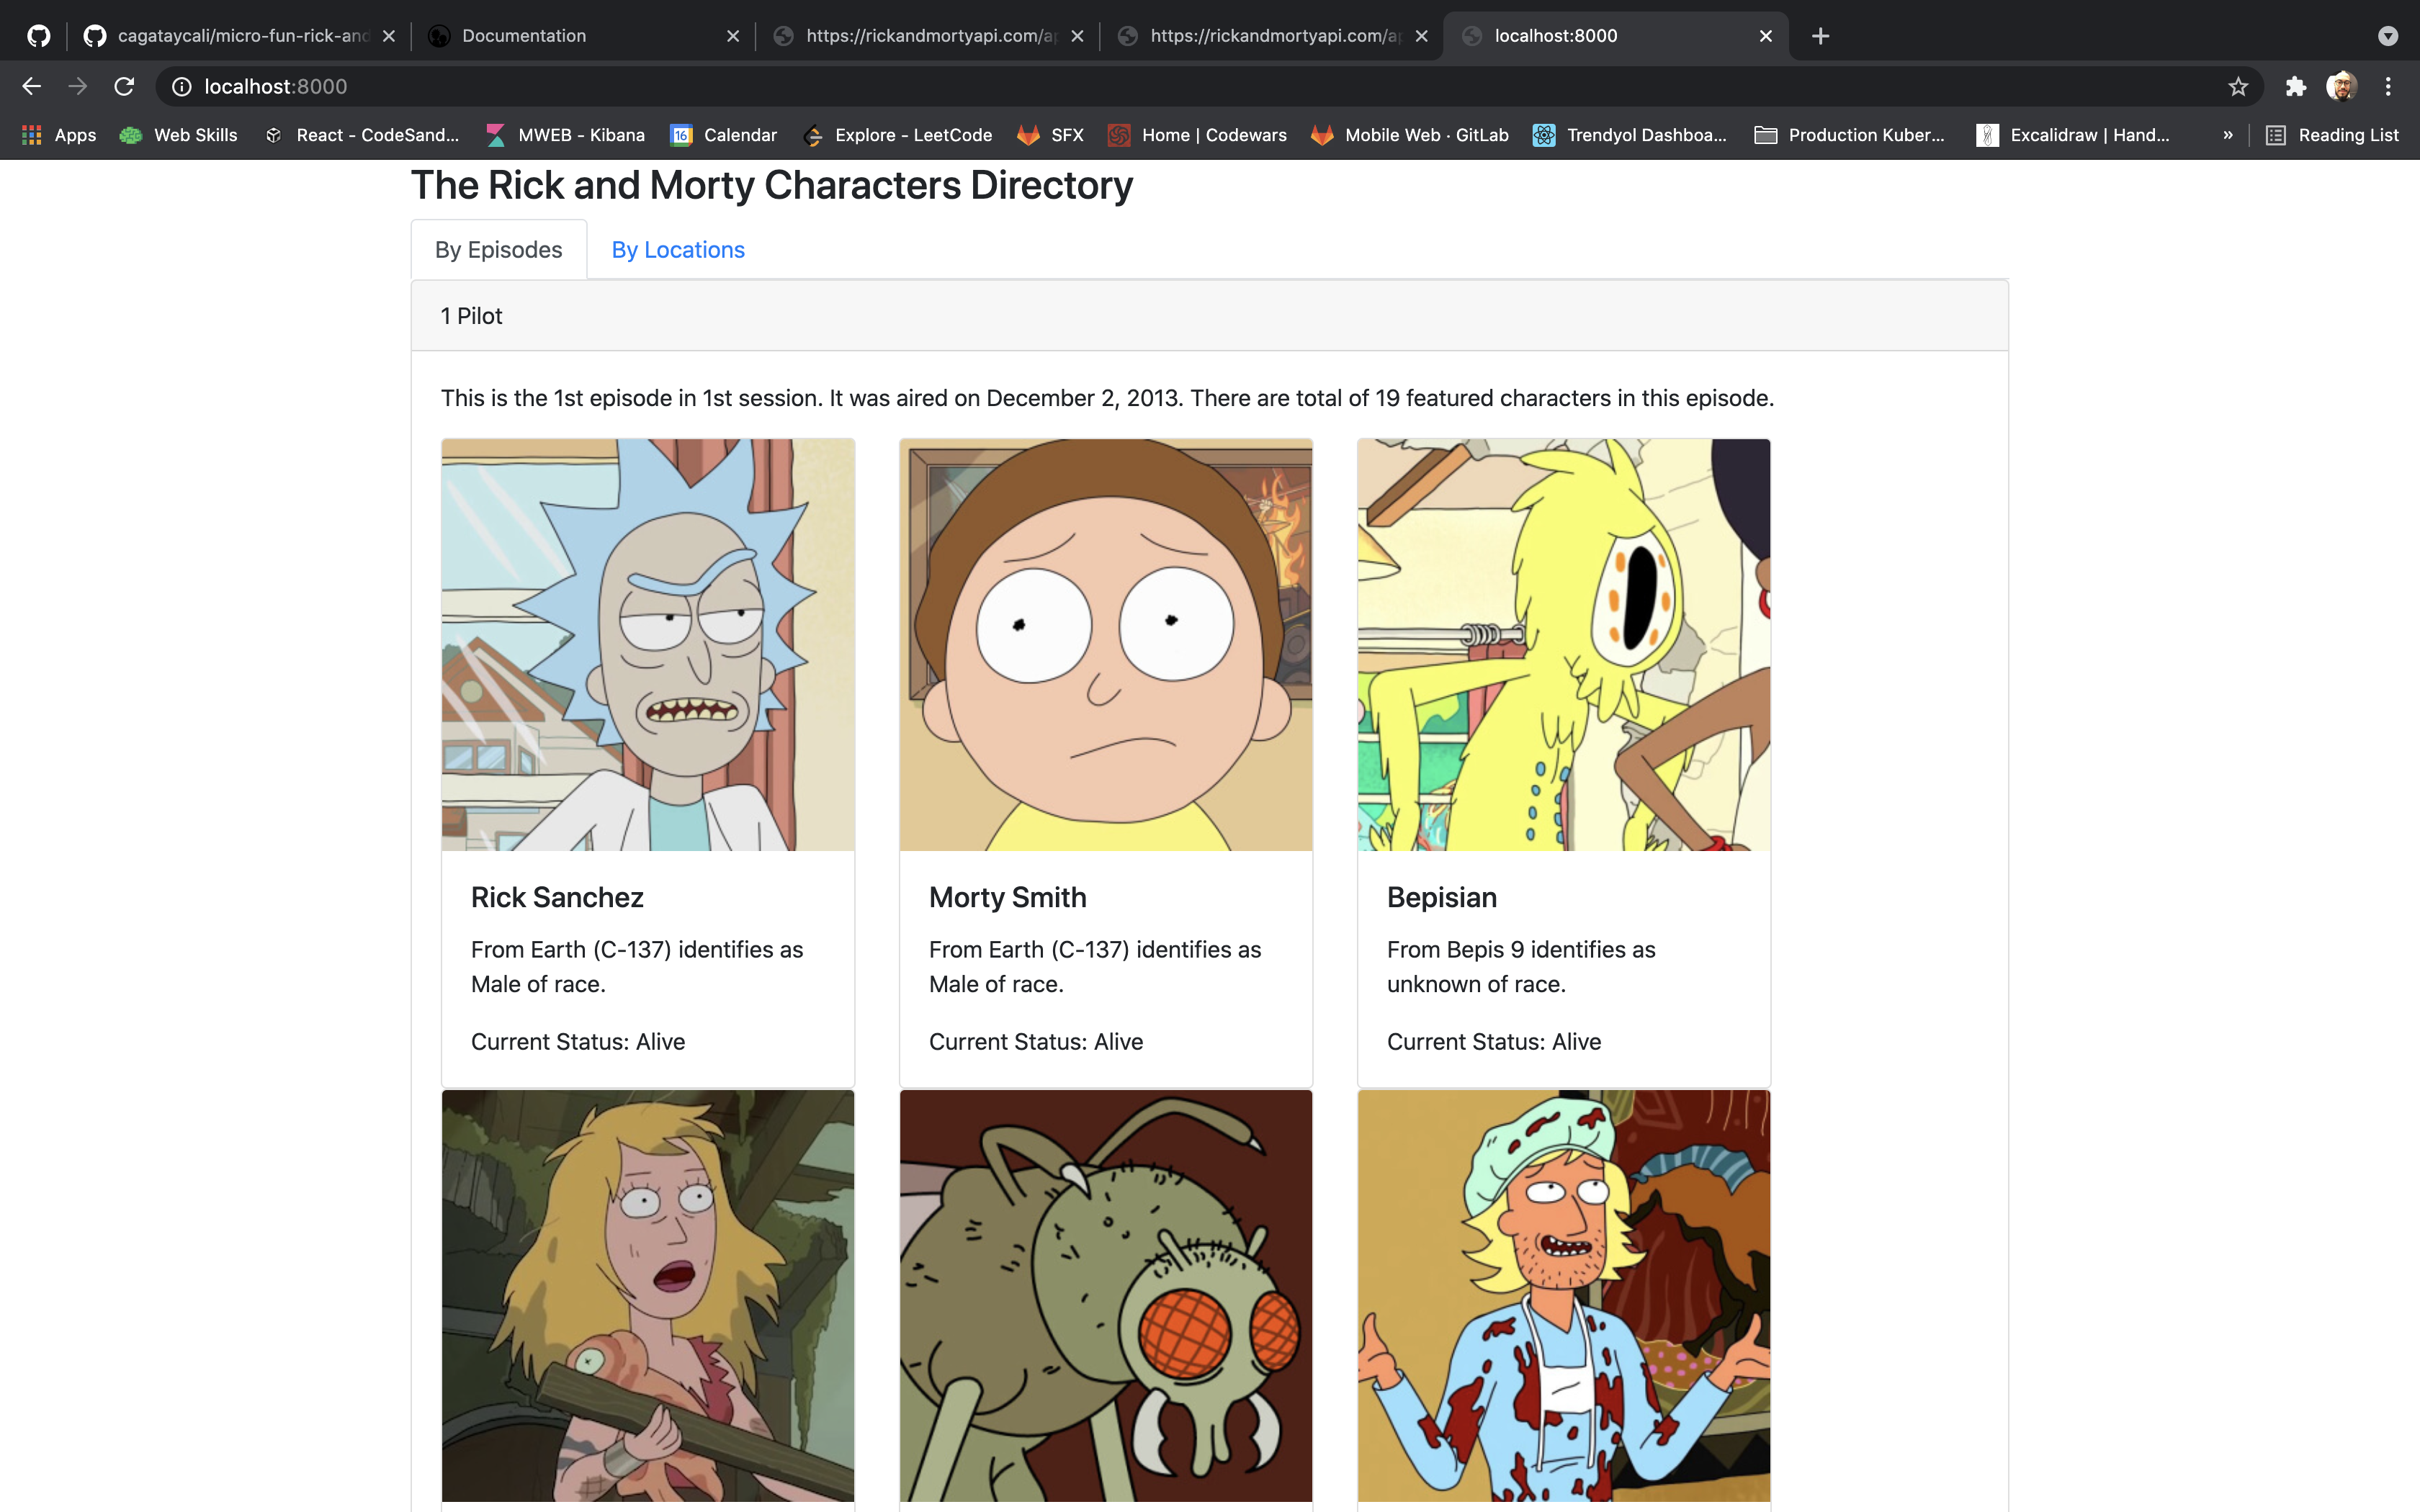 cagataycali/micro-fun-rick-and
Documentation
https://rickandmortyapi.com/ap
https://rickandmortyapi.com/ap
localhost:8000
localhost:8000
Apps
Web Skills
React - CodeSand...
MWEB - Kibana
16
Calendar
Explore - LeetCode
SFX
Home | Codewars
Mobile Web · GitLab
Trendyol Dashboa...
Production Kuber...
Excalidraw | Hand...
»
Reading List
The Rick and Morty Characters Directory
By Episodes
By Locations
1 Pilot
This is the 1st episode in 1st session. It was aired on December 2, 2013. There are total of 19 featured characters in this episode.
Rick Sanchez
From Earth (C-137) identifies as
Male of race.
Current Status: Alive
Morty Smith
From Earth (C-137) identifies as
Male of race.
Current Status: Alive
Bepisian
From Bepis 9 identifies as
unknown of race.
Current Status: Alive